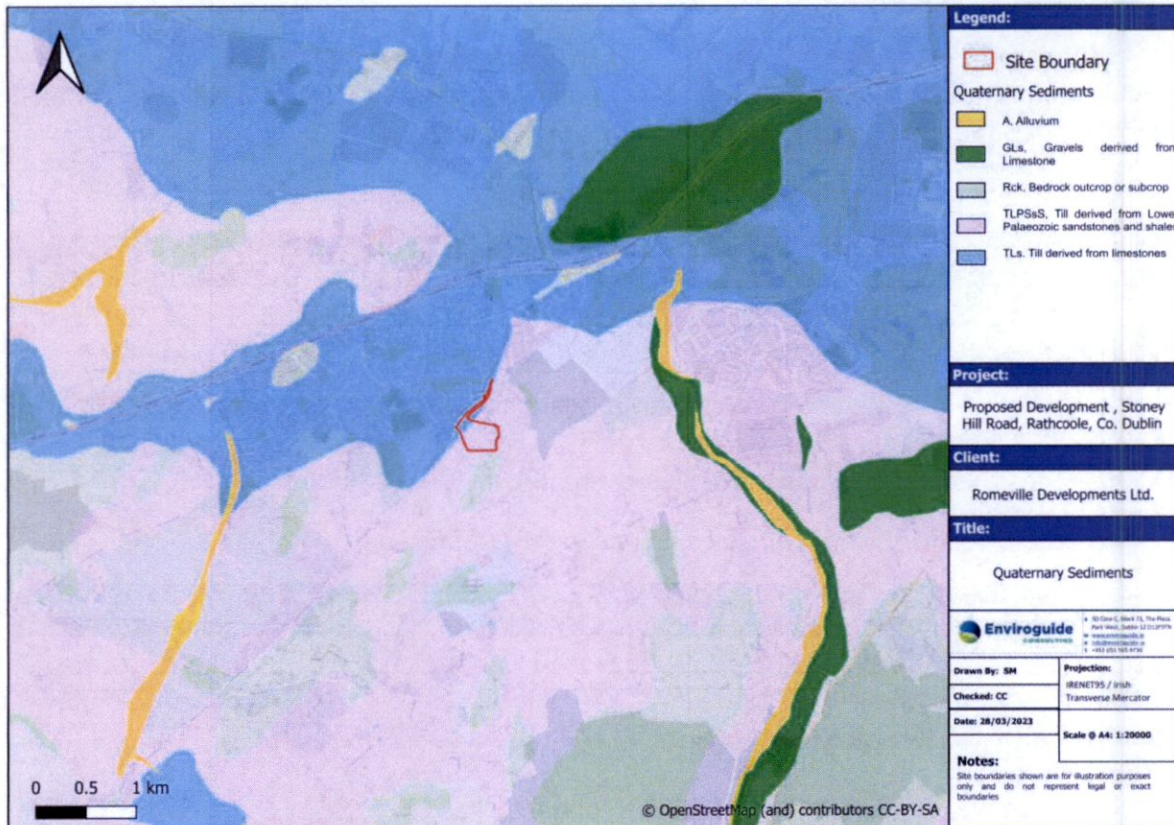 Legend:
Site Boundary
Quaternary Sediments
A, Alluvium
GLs, Gravels derived from
Limestone
Rck, Bedrock outcrop or subcrop
TLPSsS, Till derived from Lowe
Palaeozoic sandstones and shales
TLs, Till derived from limestones
Project:
Proposed Development , Stoney
Hill Road, Rathcoole, Co. Dublin
Client:
Romeville Developments Ltd.
Title:
Quaternary Sediments
Enviroguide
CONSULTING
Drawn By: SM
Projection:
IRENET95 / Irish
Transverse Mercator
Checked: CC
Date: 28/03/2023
Scale @ A4: 1:20000
Notes:
Site boundaries shown are for illustration purposes
only and do not represent legal or exact
boundaries
0 0.5 1 km
© OpenStreetMap (and) contributors CC-BY-SA